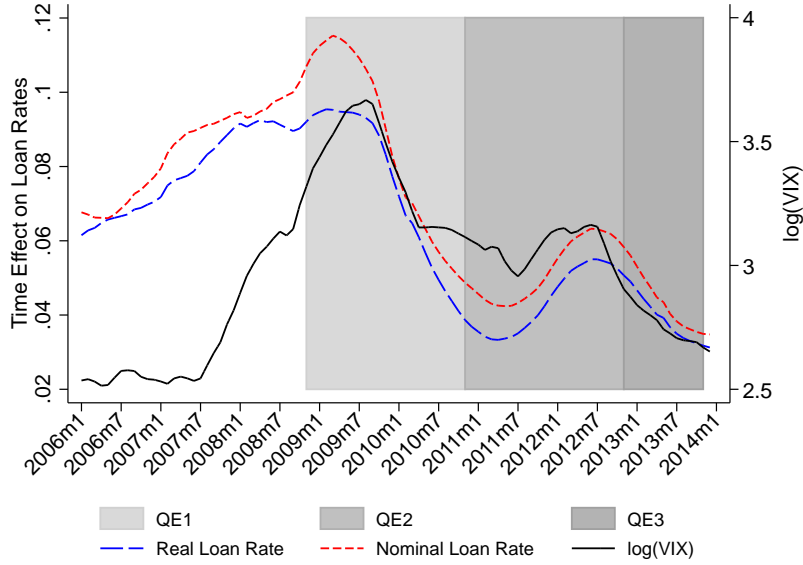 Time Effect on Loan Rates
.12
.1
.08
.06
.04
.02
log(VIX)
4
3.5
3
2.5
2006m1
2006m7
2007m1
2007m7
2008m1
2008m7
2009m1
2009m7
2010m1
2010m7
2011m1
2011m7
2012m1
2012m7
2013m1
2013m7
2014m1
QE1 QE2 QE3
Real Loan Rate Nominal Loan Rate log(VIX)